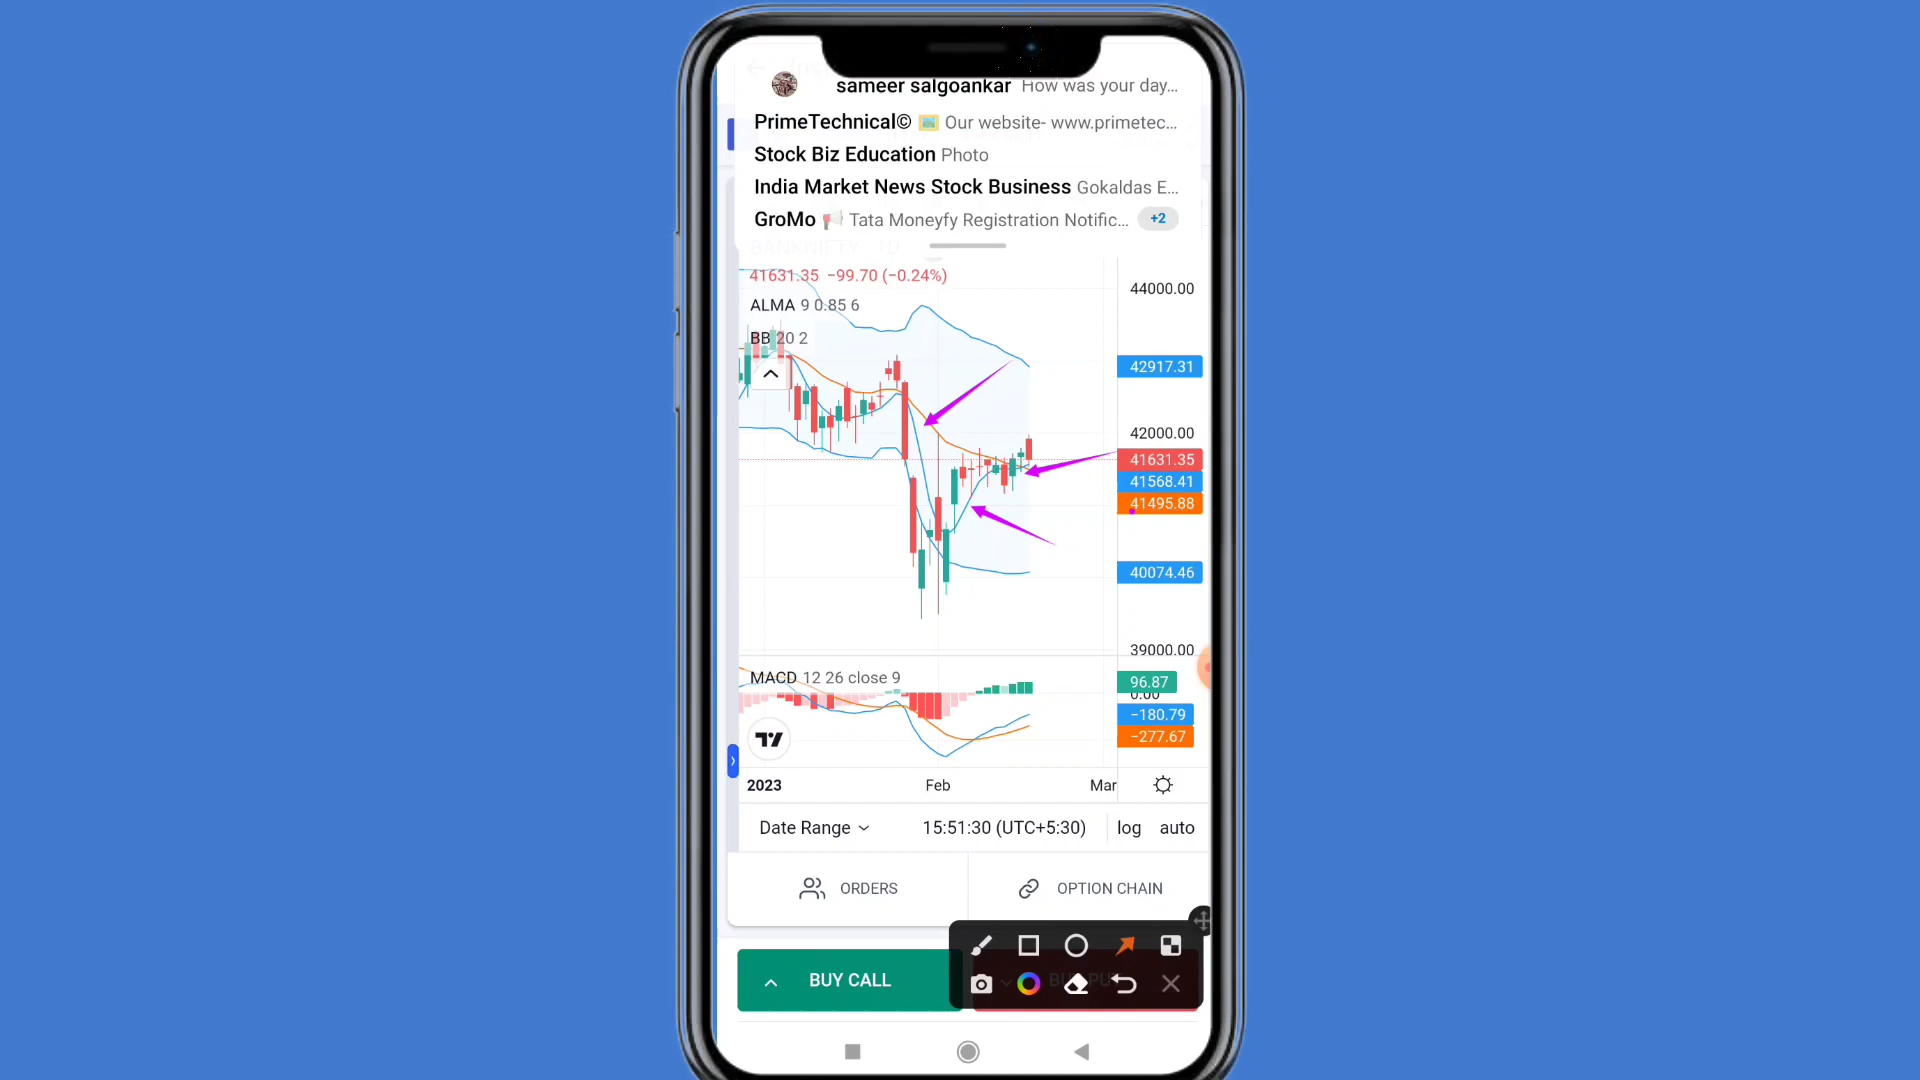 sameer salgoankar How was your day...
PrimeTechnical© Our website- www.primetec...
Stock Biz Education Photo
India Market News Stock Business Gokaldas E...
GroMo Tata Moneyfy Registration Notific... +2
BANKNIFTY 1D
41631.35 −99.70 (−0.24%)
ALMA 9 0.85 6
BB 20 2
44000.00
42917.31
42000.00
41631.35
41568.41
41495.88
40074.46
39000.00
MACD 12 26 close 9
96.87
0.00
−180.79
−277.67
2023 Feb Mar
Date Range 15:51:30 (UTC+5:30) log auto
ORDERS OPTION CHAIN
BUY CALL